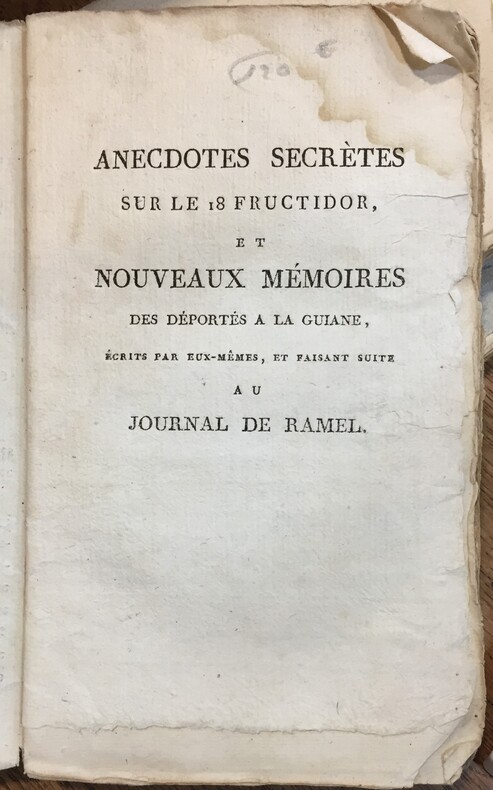 120 €
ANECDOTES SECRÈTES
SUR LE 18 FRUCTIDOR,
ET
NOUVEAUX MÉMOIRES
DES DÉPORTÉS A LA GUIANE,
ÉCRITS PAR EUX-MÊMES, ET FAISANT SUITE
AU
JOURNAL DE RAMEL.